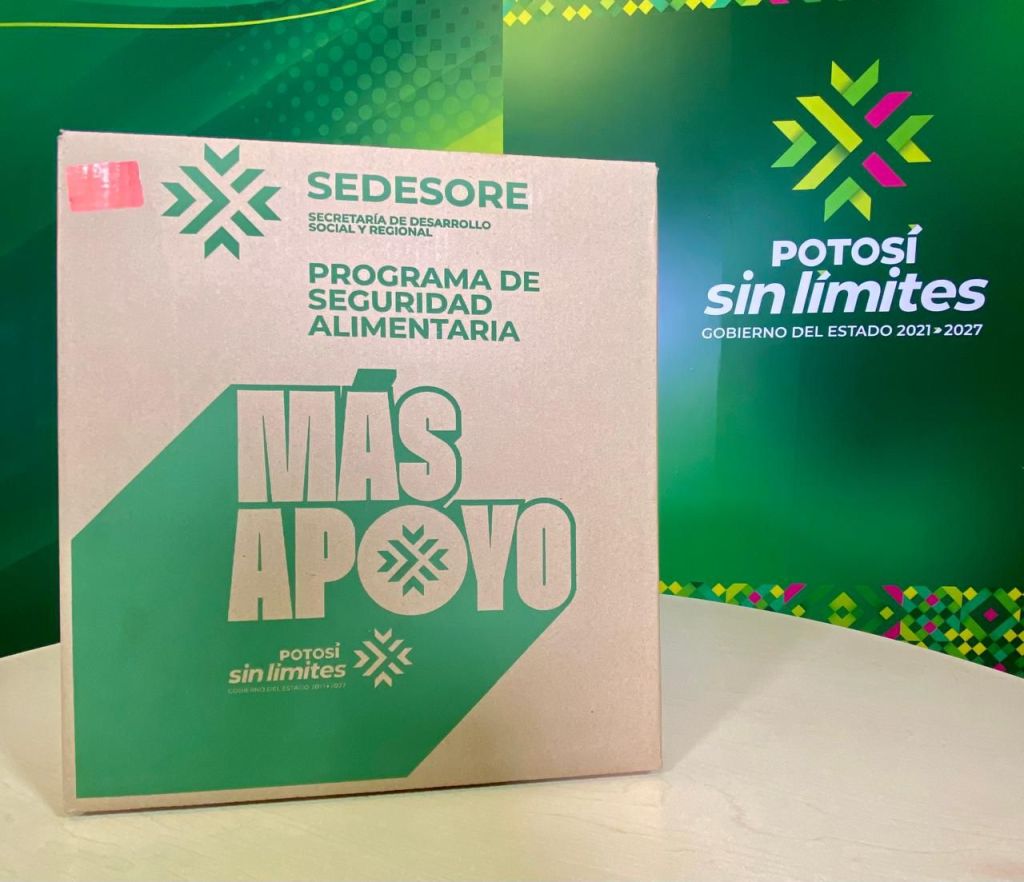 SEDESORE
SECRETARÍA DE DESARROLLO
SOCIAL Y REGIONAL
PROGRAMA DE
SEGURIDAD
ALIMENTARIA
MÁS
APOYO
POTOSÍ
sin límites
GOBIERNO DEL ESTADO 2021 2027
POTOSÍ
sin límites
GOBIERNO DEL ESTADO 2021 2027